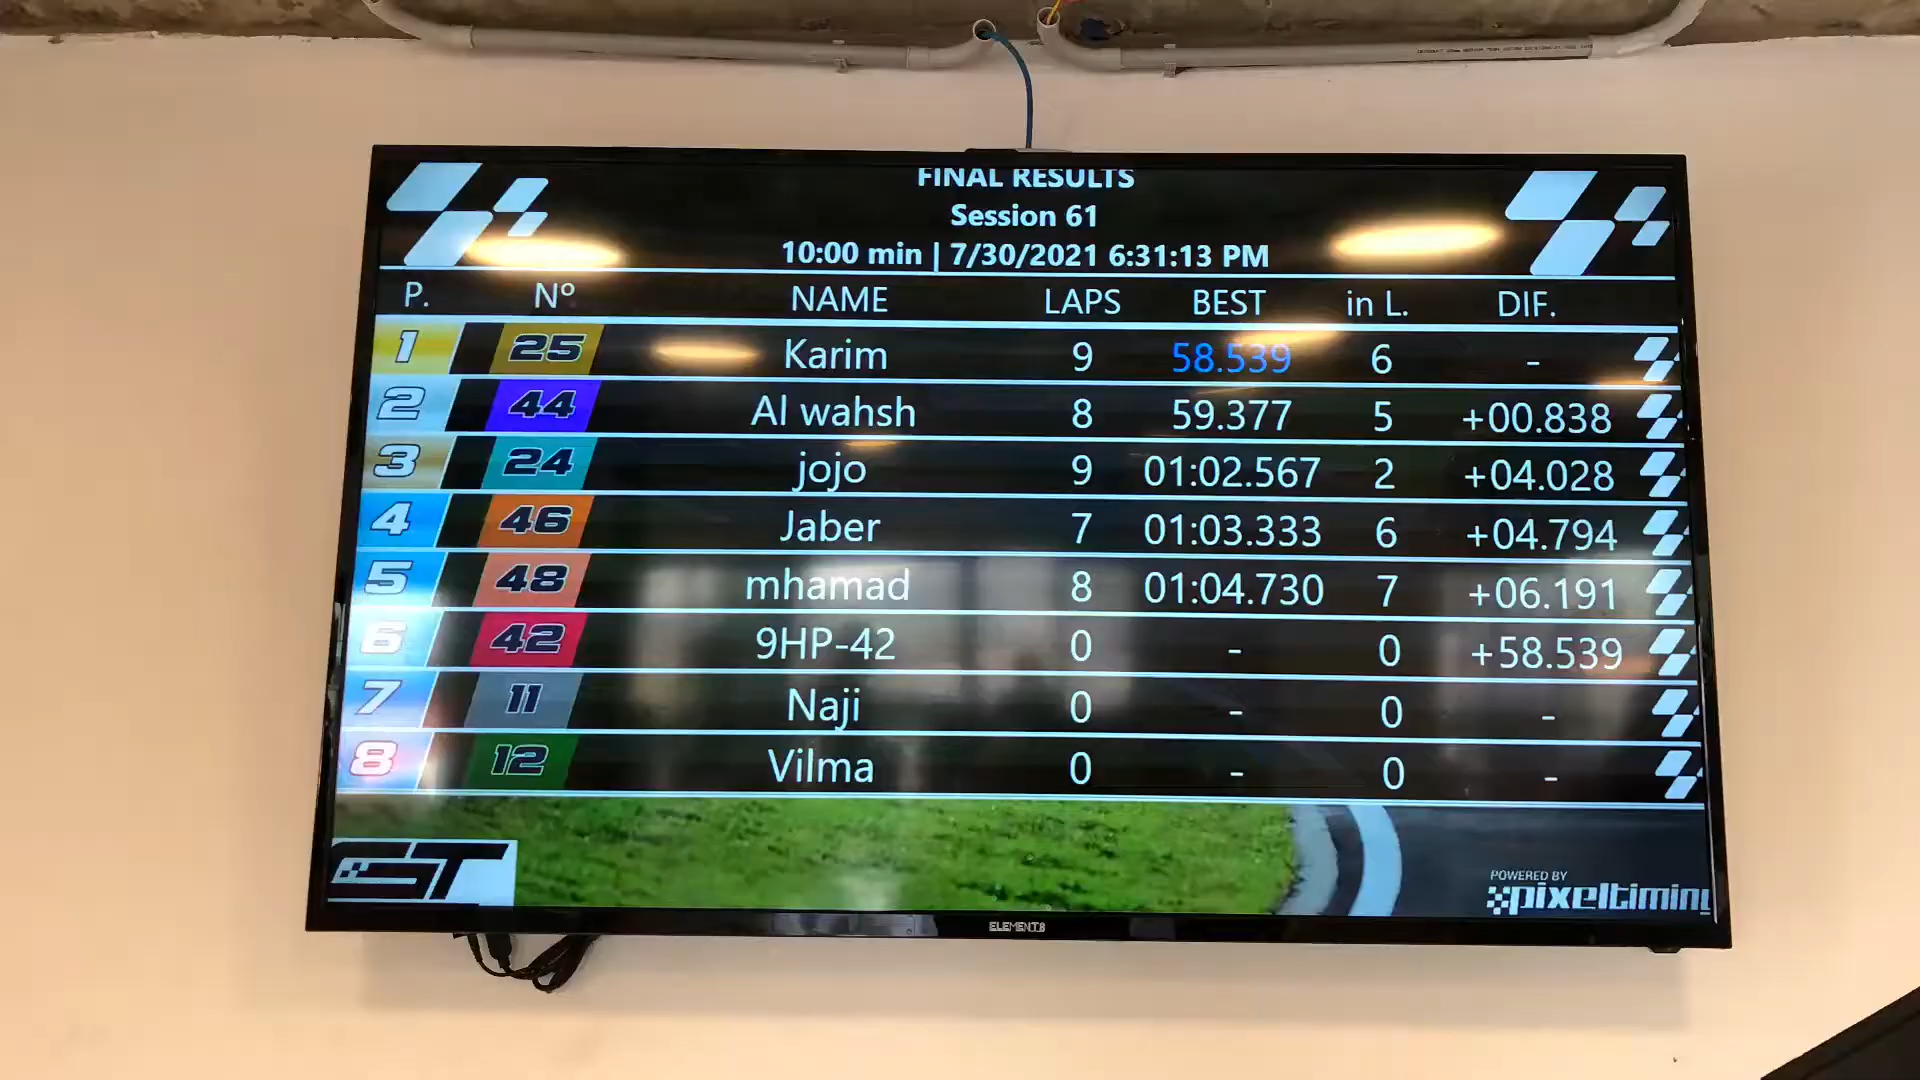 FINAL RESULTS
Session 61
10:00 min | 7/30/2021 6:31:13 PM
P. Nº NAME LAPS BEST in L. DIF.
1 25 Karim 9 58.539 6 -
2 44 Al wahsh 8 59.377 5 +00.838
3 24 jojo 9 01:02.567 2 +04.028
4 46 Jaber 7 01:03.333 6 +04.794
5 48 mhamad 8 01:04.730 7 +06.191
6 42 9HP-42 0 - 0 +58.539
7 11 Naji 0 - 0 -
8 12 Vilma 0 - 0 -
POWERED BY
pixeltiming
ELEMENT8